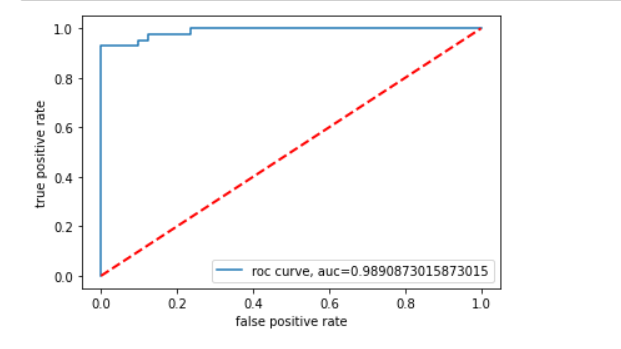 1.0
0.8
0.6
0.4
0.2
0.0
true positive rate
roc curve, auc=0.9890873015873015
0.0 0.2 0.4 0.6 0.8 1.0
false positive rate